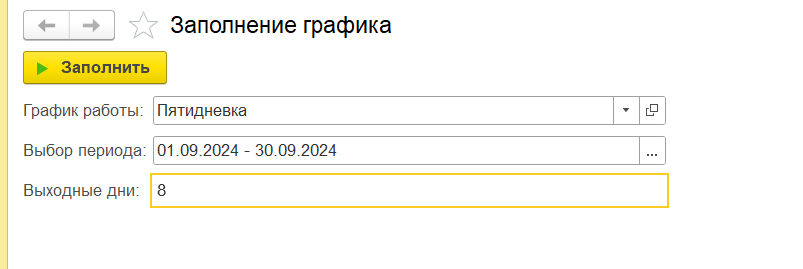 Заполнение графика
Заполнить
График работы: Пятидневка
Выбор периода: 01.09.2024 - 30.09.2024 ...
Выходные дни: 8